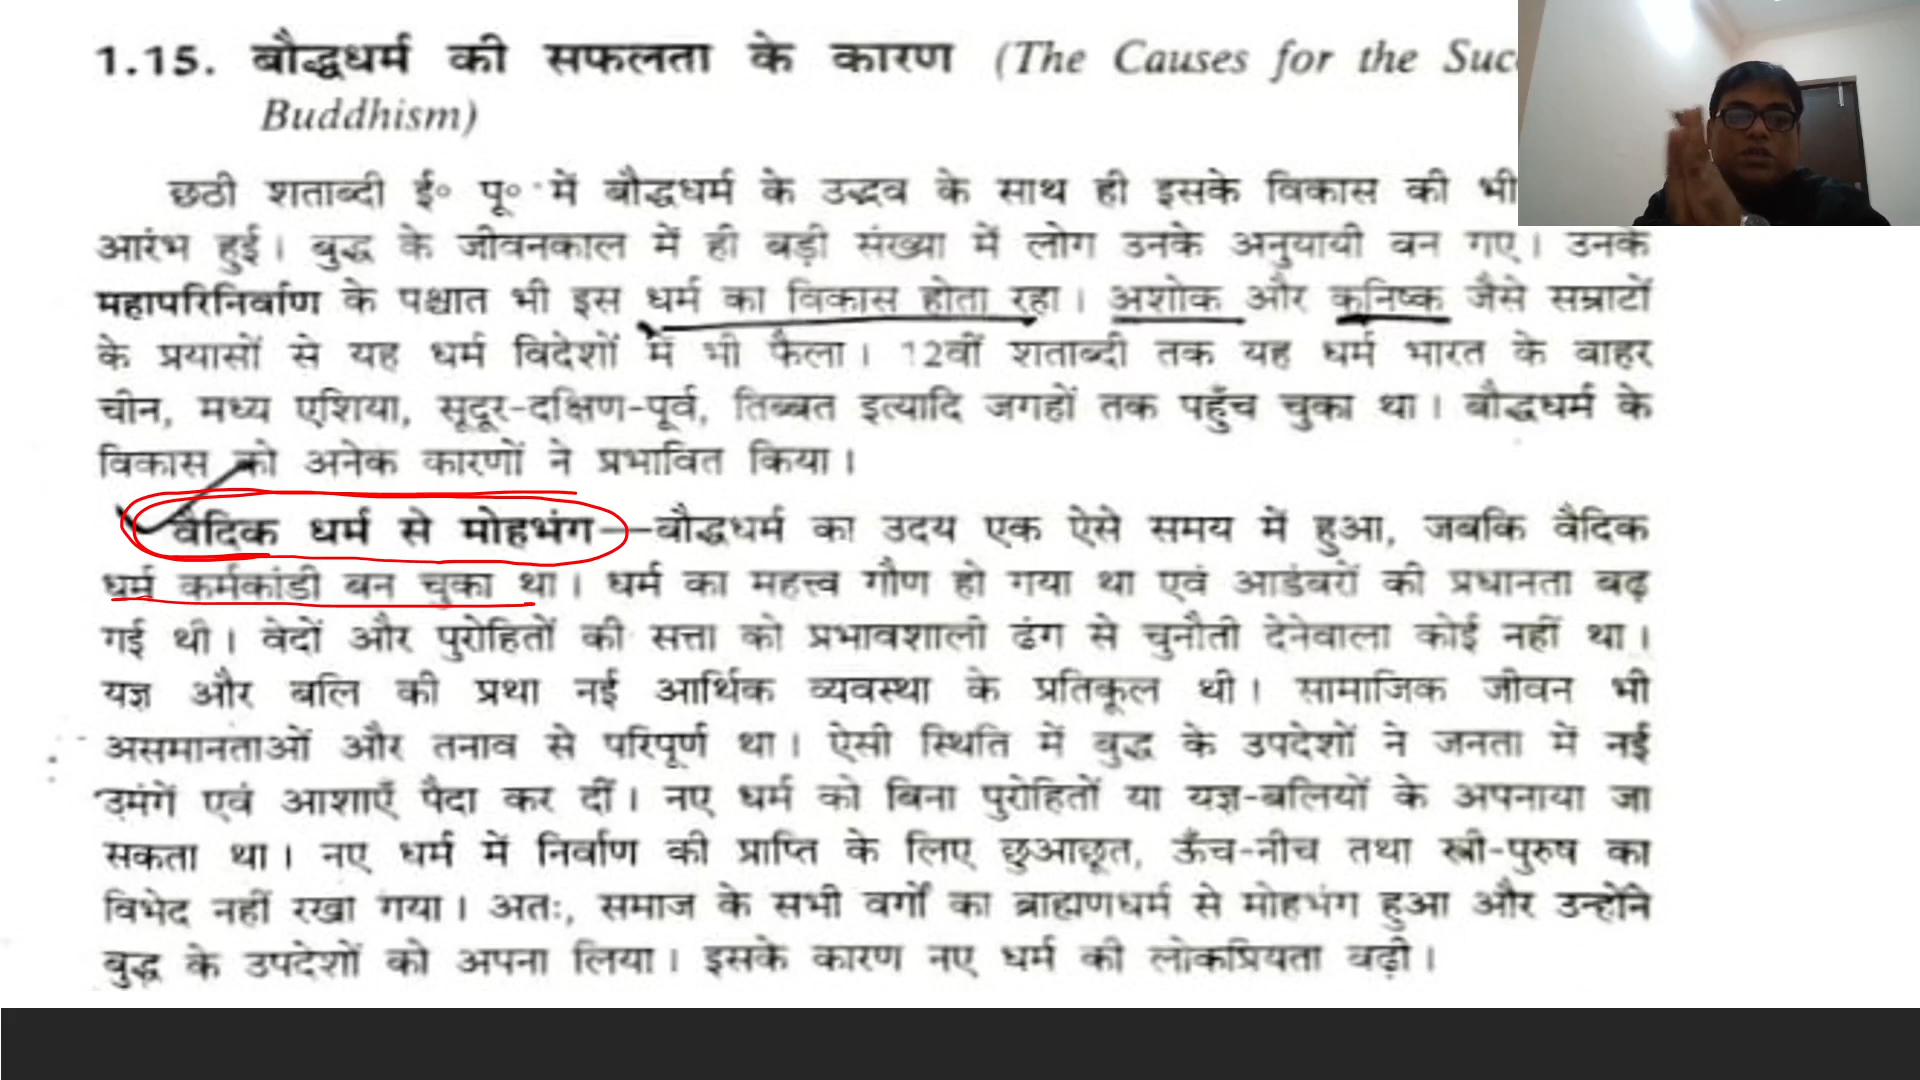 1.15. बौद्धधर्म की सफलता के कारण (The Causes for the Suc
Buddhism)
छठी शताब्दी ई० पू० में बौद्धधर्म के उद्भव के साथ ही इसके विकास की भी
आरंभ हुई। बुद्ध के जीवनकाल में ही बड़ी संख्या में लोग उनके अनुयायी बन गए। उनके
महापरिनिर्वाण के पश्चात भी इस धर्म का विकास होता रहा। अशोक और कनिष्क जैसे सम्राटों
के प्रयासों से यह धर्म विदेशों में भी फैला। 12वीं शताब्दी तक यह धर्म भारत के बाहर
चीन, मध्य एशिया, सूदूर-दक्षिण-पूर्व, तिब्बत इत्यादि जगहों तक पहुँच चुका था। बौद्धधर्म के
विकास को अनेक कारणों ने प्रभावित किया।
वैदिक धर्म से मोहभंग—बौद्धधर्म का उदय एक ऐसे समय में हुआ, जबकि वैदिक
धर्म कर्मकांडी बन चुका था। धर्म का महत्त्व गौण हो गया था एवं आडंबरों की प्रधानता बढ़
गई थी। वेदों और पुरोहितों की सत्ता को प्रभावशाली ढंग से चुनौती देनेवाला कोई नहीं था।
यज्ञ और बलि की प्रथा नई आर्थिक व्यवस्था के प्रतिकूल थी। सामाजिक जीवन भी
असमानताओं और तनाव से परिपूर्ण था। ऐसी स्थिति में बुद्ध के उपदेशों ने जनता में नई
उमंगें एवं आशाएँ पैदा कर दीं। नए धर्म को बिना पुरोहितों या यज्ञ-बलियों के अपनाया जा
सकता था। नए धर्म में निर्वाण की प्राप्ति के लिए छुआछूत, ऊँच-नीच तथा स्त्री-पुरुष का
विभेद नहीं रखा गया। अतः, समाज के सभी वर्गों का ब्राह्मणधर्म से मोहभंग हुआ और उन्होंने
बुद्ध के उपदेशों को अपना लिया। इसके कारण नए धर्म की लोकप्रियता बढ़ी।